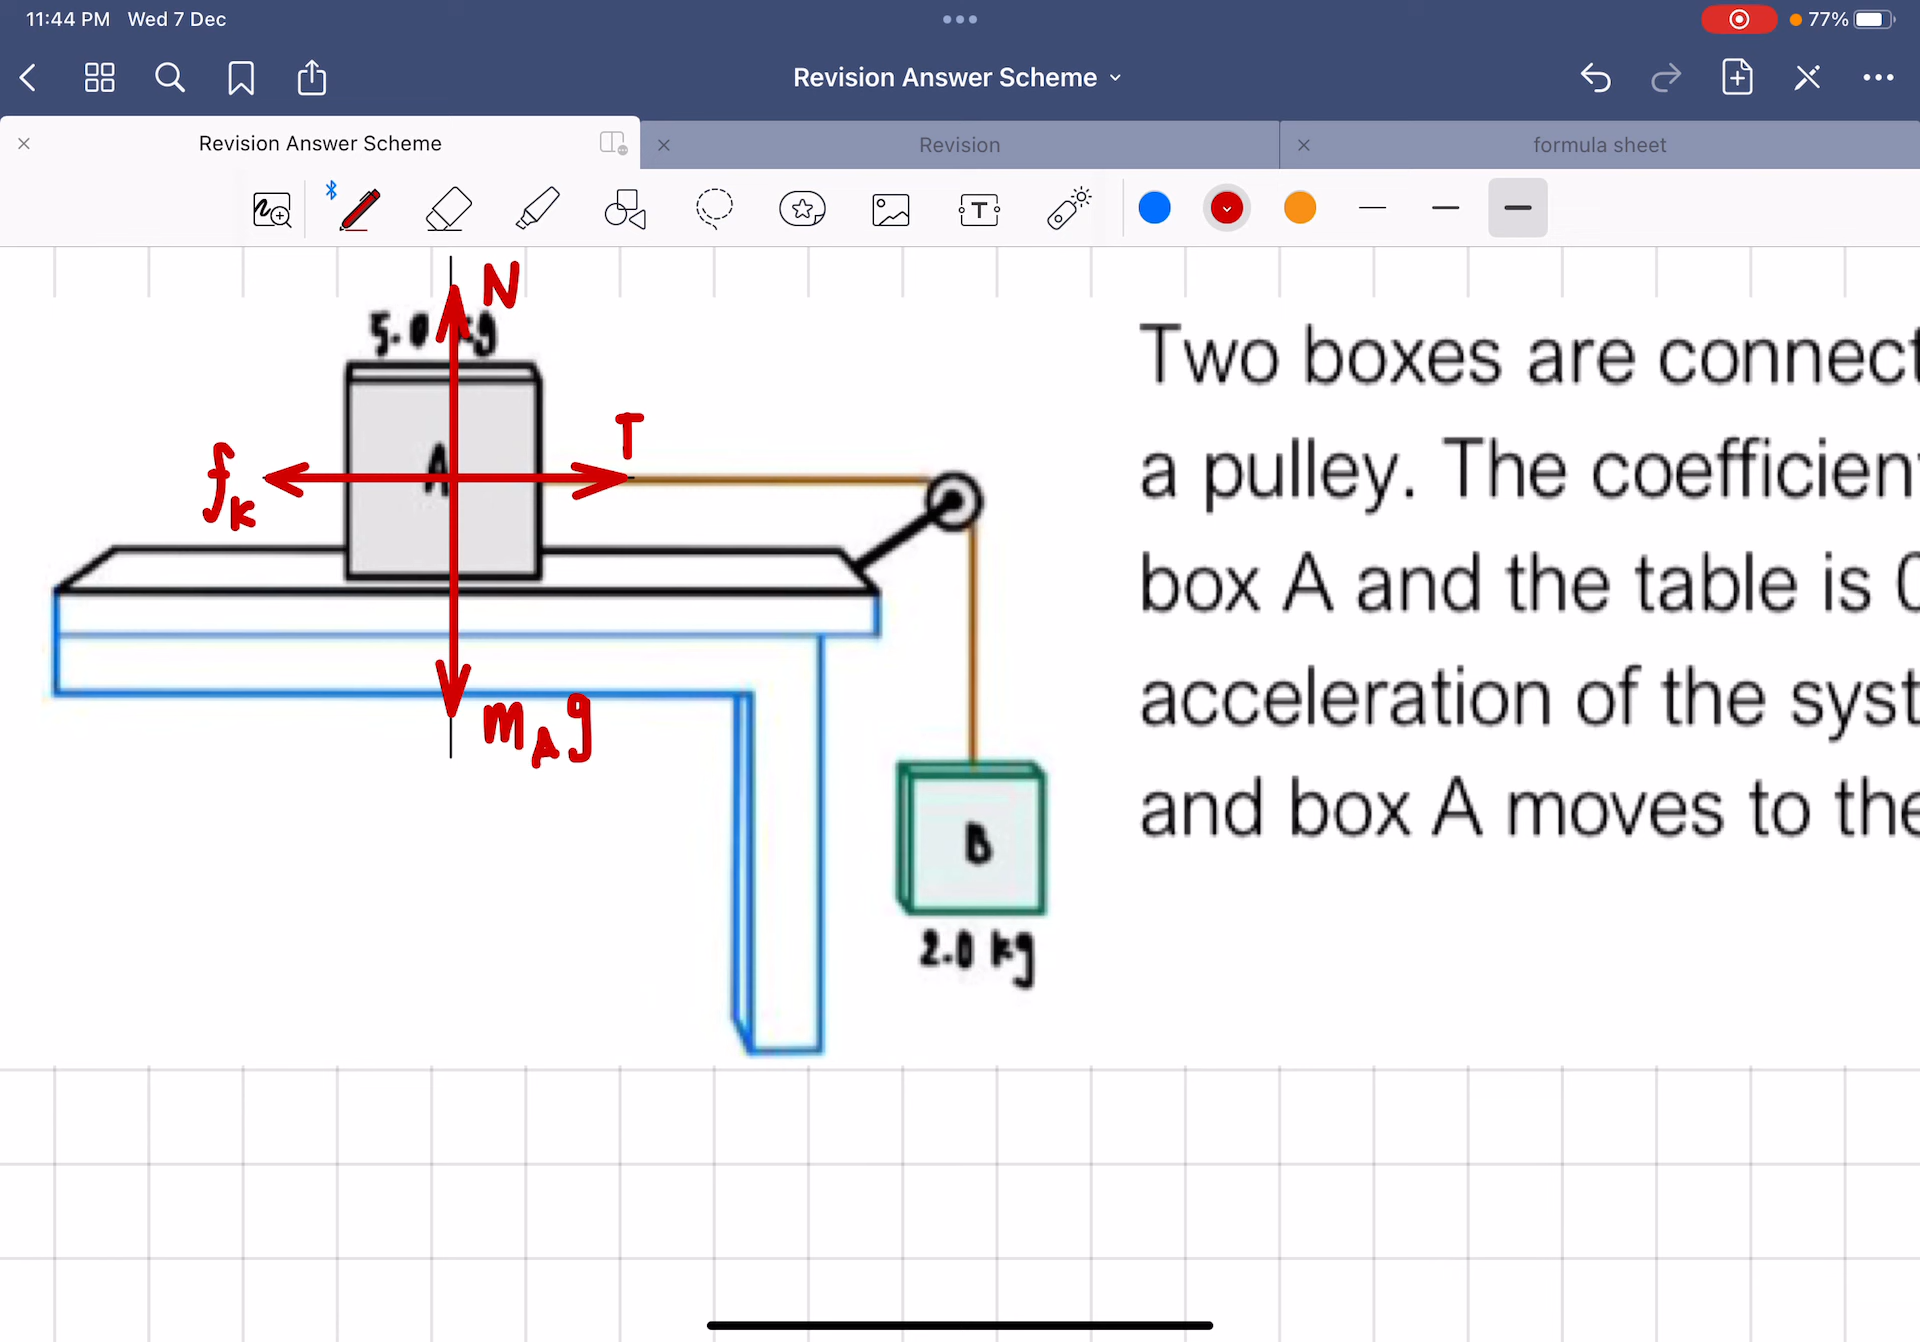 11:44 PM Wed 7 Dec
77%
Revision Answer Scheme
Revision Answer Scheme
Revision
formula sheet
T
N
5.0 kg
A
T
fk
mAg
B
2.0 kg
Two boxes are connect
a pulley. The coefficien
box A and the table is 0
acceleration of the syst
and box A moves to the